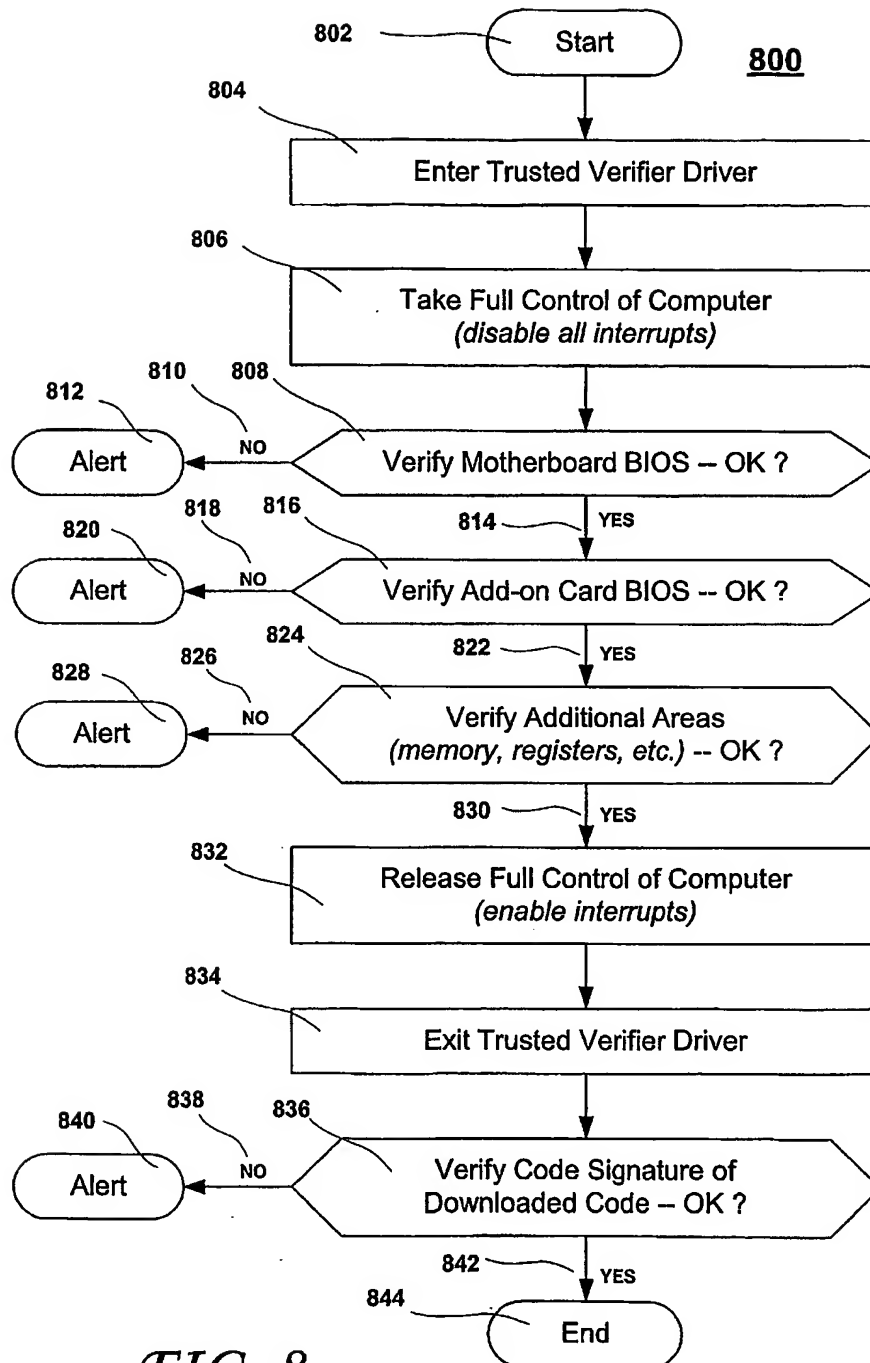 802
Start
800
804
Enter Trusted Verifier Driver
806
Take Full Control of Computer
(disable all interrupts)
810
808
812
Alert
NO
Verify Motherboard BIOS -- OK ?
814
YES
818
816
820
Alert
NO
Verify Add-on Card BIOS -- OK ?
822
YES
824
826
828
Alert
NO
Verify Additional Areas
(memory, registers, etc.) -- OK ?
830
YES
832
Release Full Control of Computer
(enable interrupts)
834
Exit Trusted Verifier Driver
838
836
840
Alert
NO
Verify Code Signature of
Downloaded Code -- OK ?
842
YES
844
End
FIG. 8